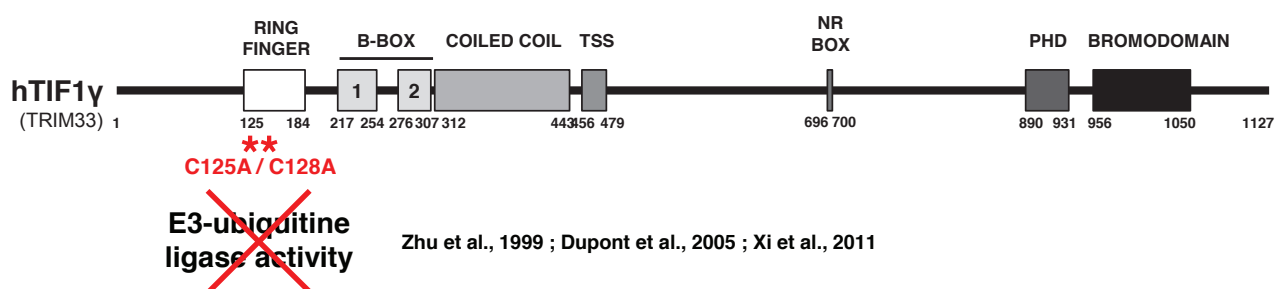 RING
FINGER
B-BOX
COILED COIL
TSS
NR
BOX
PHD
BROMODOMAIN
hTIF1γ
(TRIM33)
1
2
1
125
184
217
254
276
307
312
443
456
479
696
700
890
931
956
1050
1127
**
C125A / C128A
E3-ubiquitine
ligase activity
Zhu et al., 1999 ; Dupont et al., 2005 ; Xi et al., 2011